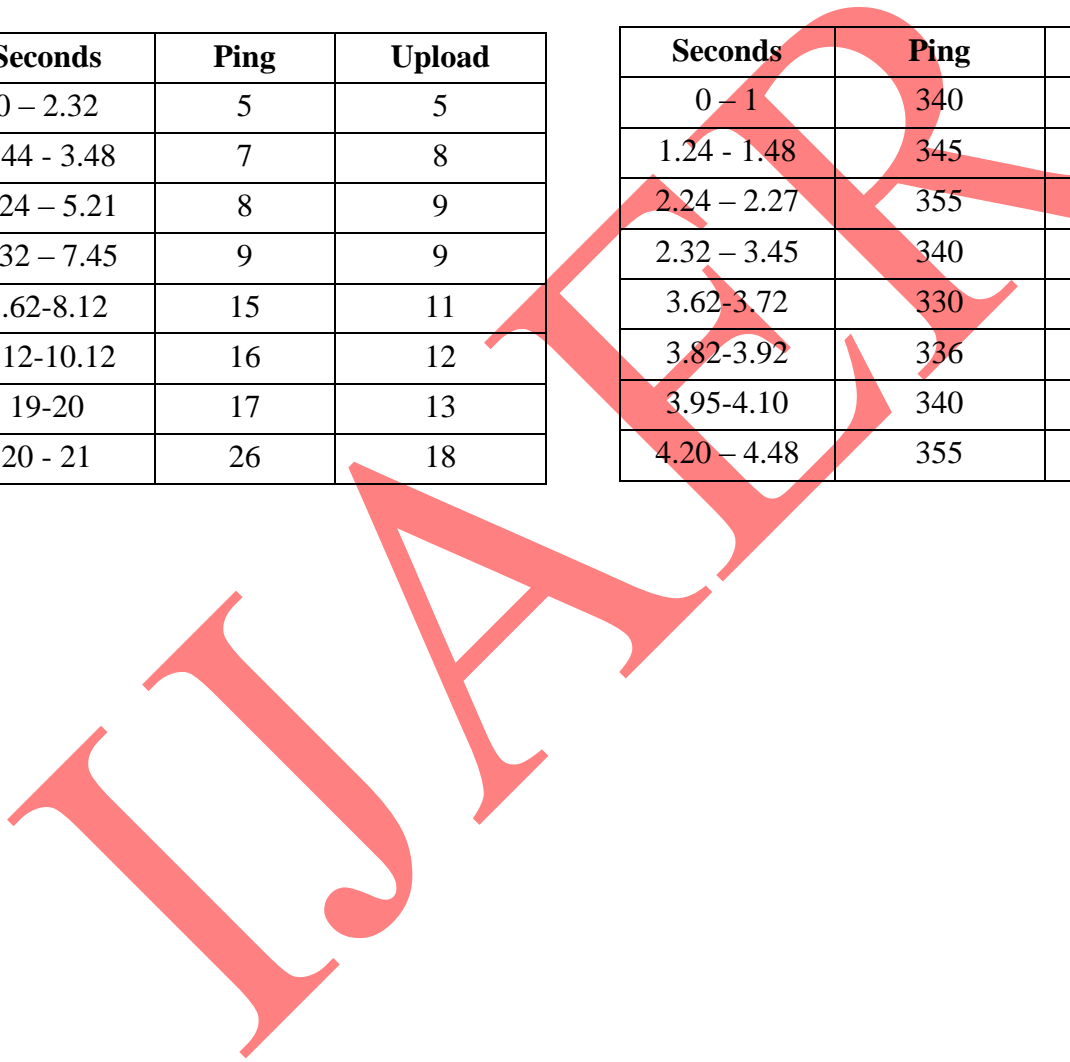 Seconds Ping Upload
0 – 2.32 5 5
44 - 3.48 7 8
24 – 5.21 8 9
32 – 7.45 9 9
.62-8.12 15 11
12-10.12 16 12
19-20 17 13
20 - 21 26 18
Seconds Ping
0 – 1 340
1.24 - 1.48 345
2.24 – 2.27 355
2.32 – 3.45 340
3.62-3.72 330
3.82-3.92 336
3.95-4.10 340
4.20 – 4.48 355
IJAER